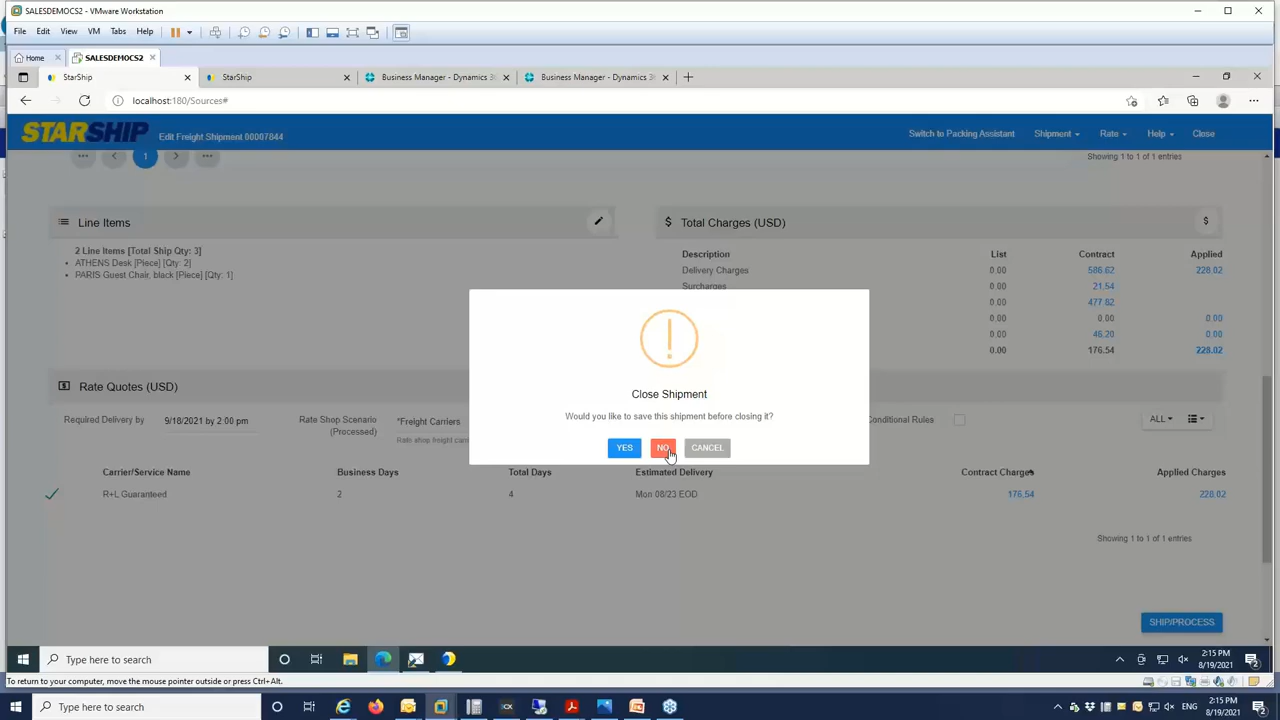 SALESDEMOCS2 - VMware Workstation
File Edit View VM Tabs Help
Home SALESDEMOCS2
StarShip StarShip Business Manager - Dynamics 3 Business Manager - Dynamics 3
localhost:180/Sources#
STARSHIP Edit Freight Shipment 00007844 Switch to Packing Assistant Shipment Rate Help Close
1 Showing 1 to 1 of 1 entries
Line Items Total Charges (USD)
2 Line Items [Total Ship Qty: 3] Description List Contract Applied
ATHENS Desk [Piece] [Qty: 2] Delivery Charges 0.00 586.62 228.02
PARIS Guest Chair, black [Piece] [Qty: 1]
Surcharges 0.00 21.54
0.00 477.82
0.00 0.00 0.00
0.00 46.20 0.00
0.00 176.54 228.02
Close Shipment
Would you like to save this shipment before closing it?
YES NO CANCEL
Rate Quotes (USD)
Required Delivery by 9/18/2021 by 2:00 pm Rate Shop Scenario (Processed) *Freight Carriers Conditional Rules ALL
Rate shop freight carr
Carrier/Service Name Business Days Total Days Estimated Delivery Contract Charges Applied Charges
R+L Guaranteed 2 4 Mon 08/23 EOD 176.54 228.02
Showing 1 to 1 of 1 entries
SHIP/PROCESS
Type here to search 2:15 PM
8/19/2021 2
To return to your computer, move the mouse pointer outside or press Ctrl+Alt.
Type here to search 2:15 PM
8/19/2021 2